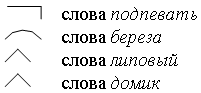 слова подпевать
слова береза
слова липовый
слова домик